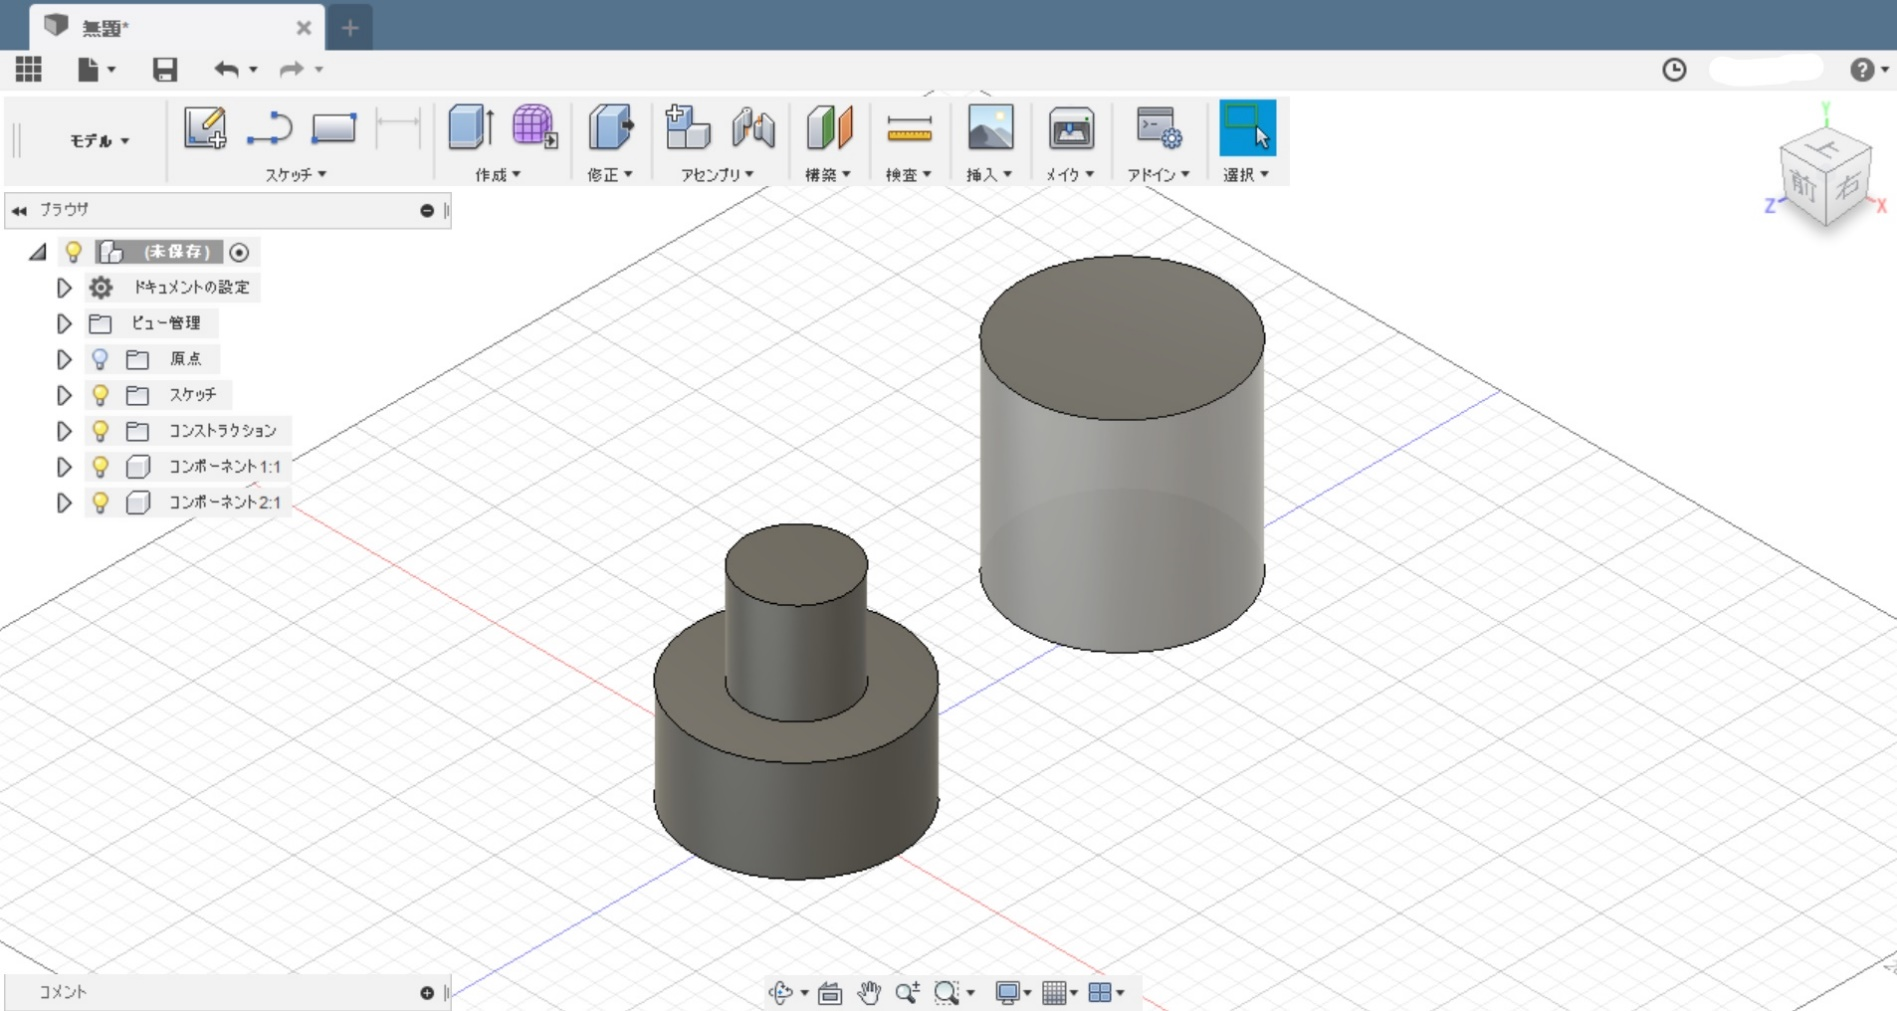 無題*
モデル
スケッチ
作成
修正
アセンブリ
構築
検査
挿入
メイク
アドイン
選択
ブラウザ
(未保存)
ドキュメントの設定
ビュー管理
原点
スケッチ
コンストラクション
コンポーネント1:1
コンポーネント2:1
コメント
Y
上
前
右
Z
X